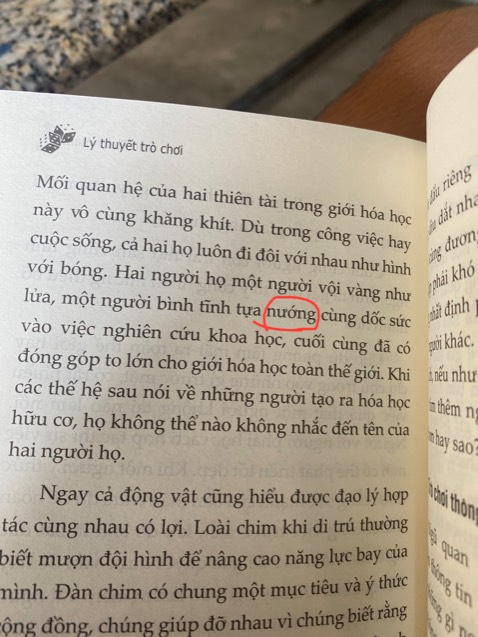 Lý thuyết trò chơi
Mối quan hệ của hai thiên tài trong giới hóa học
này vô cùng khăng khít. Dù trong công việc hay
cuộc sống, cả hai họ luôn đi đôi với nhau như hình
với bóng. Hai người họ một người vội vàng như
lửa, một người bình tĩnh tựa nướng cùng dốc sức
vào việc nghiên cứu khoa học, cuối cùng đã có
đóng góp to lớn cho giới hóa học toàn thế giới. Khi
các thế hệ sau nói về những người tạo ra hóa học
hữu cơ, họ không thể nào không nhắc đến tên của
hai người họ.
Ngay cả động vật cũng hiểu được đạo lý hợp
tác cùng nhau có lợi. Loài chim khi di trú thường
biết mượn đội hình để nâng cao năng lực bay của
mình. Đàn chim có chung một mục tiêu và ý thức
cộng đồng, chúng giúp đỡ nhau vì chúng biết rằng
riêng
dắt
phải khó
nhất định
khác.
nếu như
thêm
hay sao?
chơi thông
quan
thông tin
gì